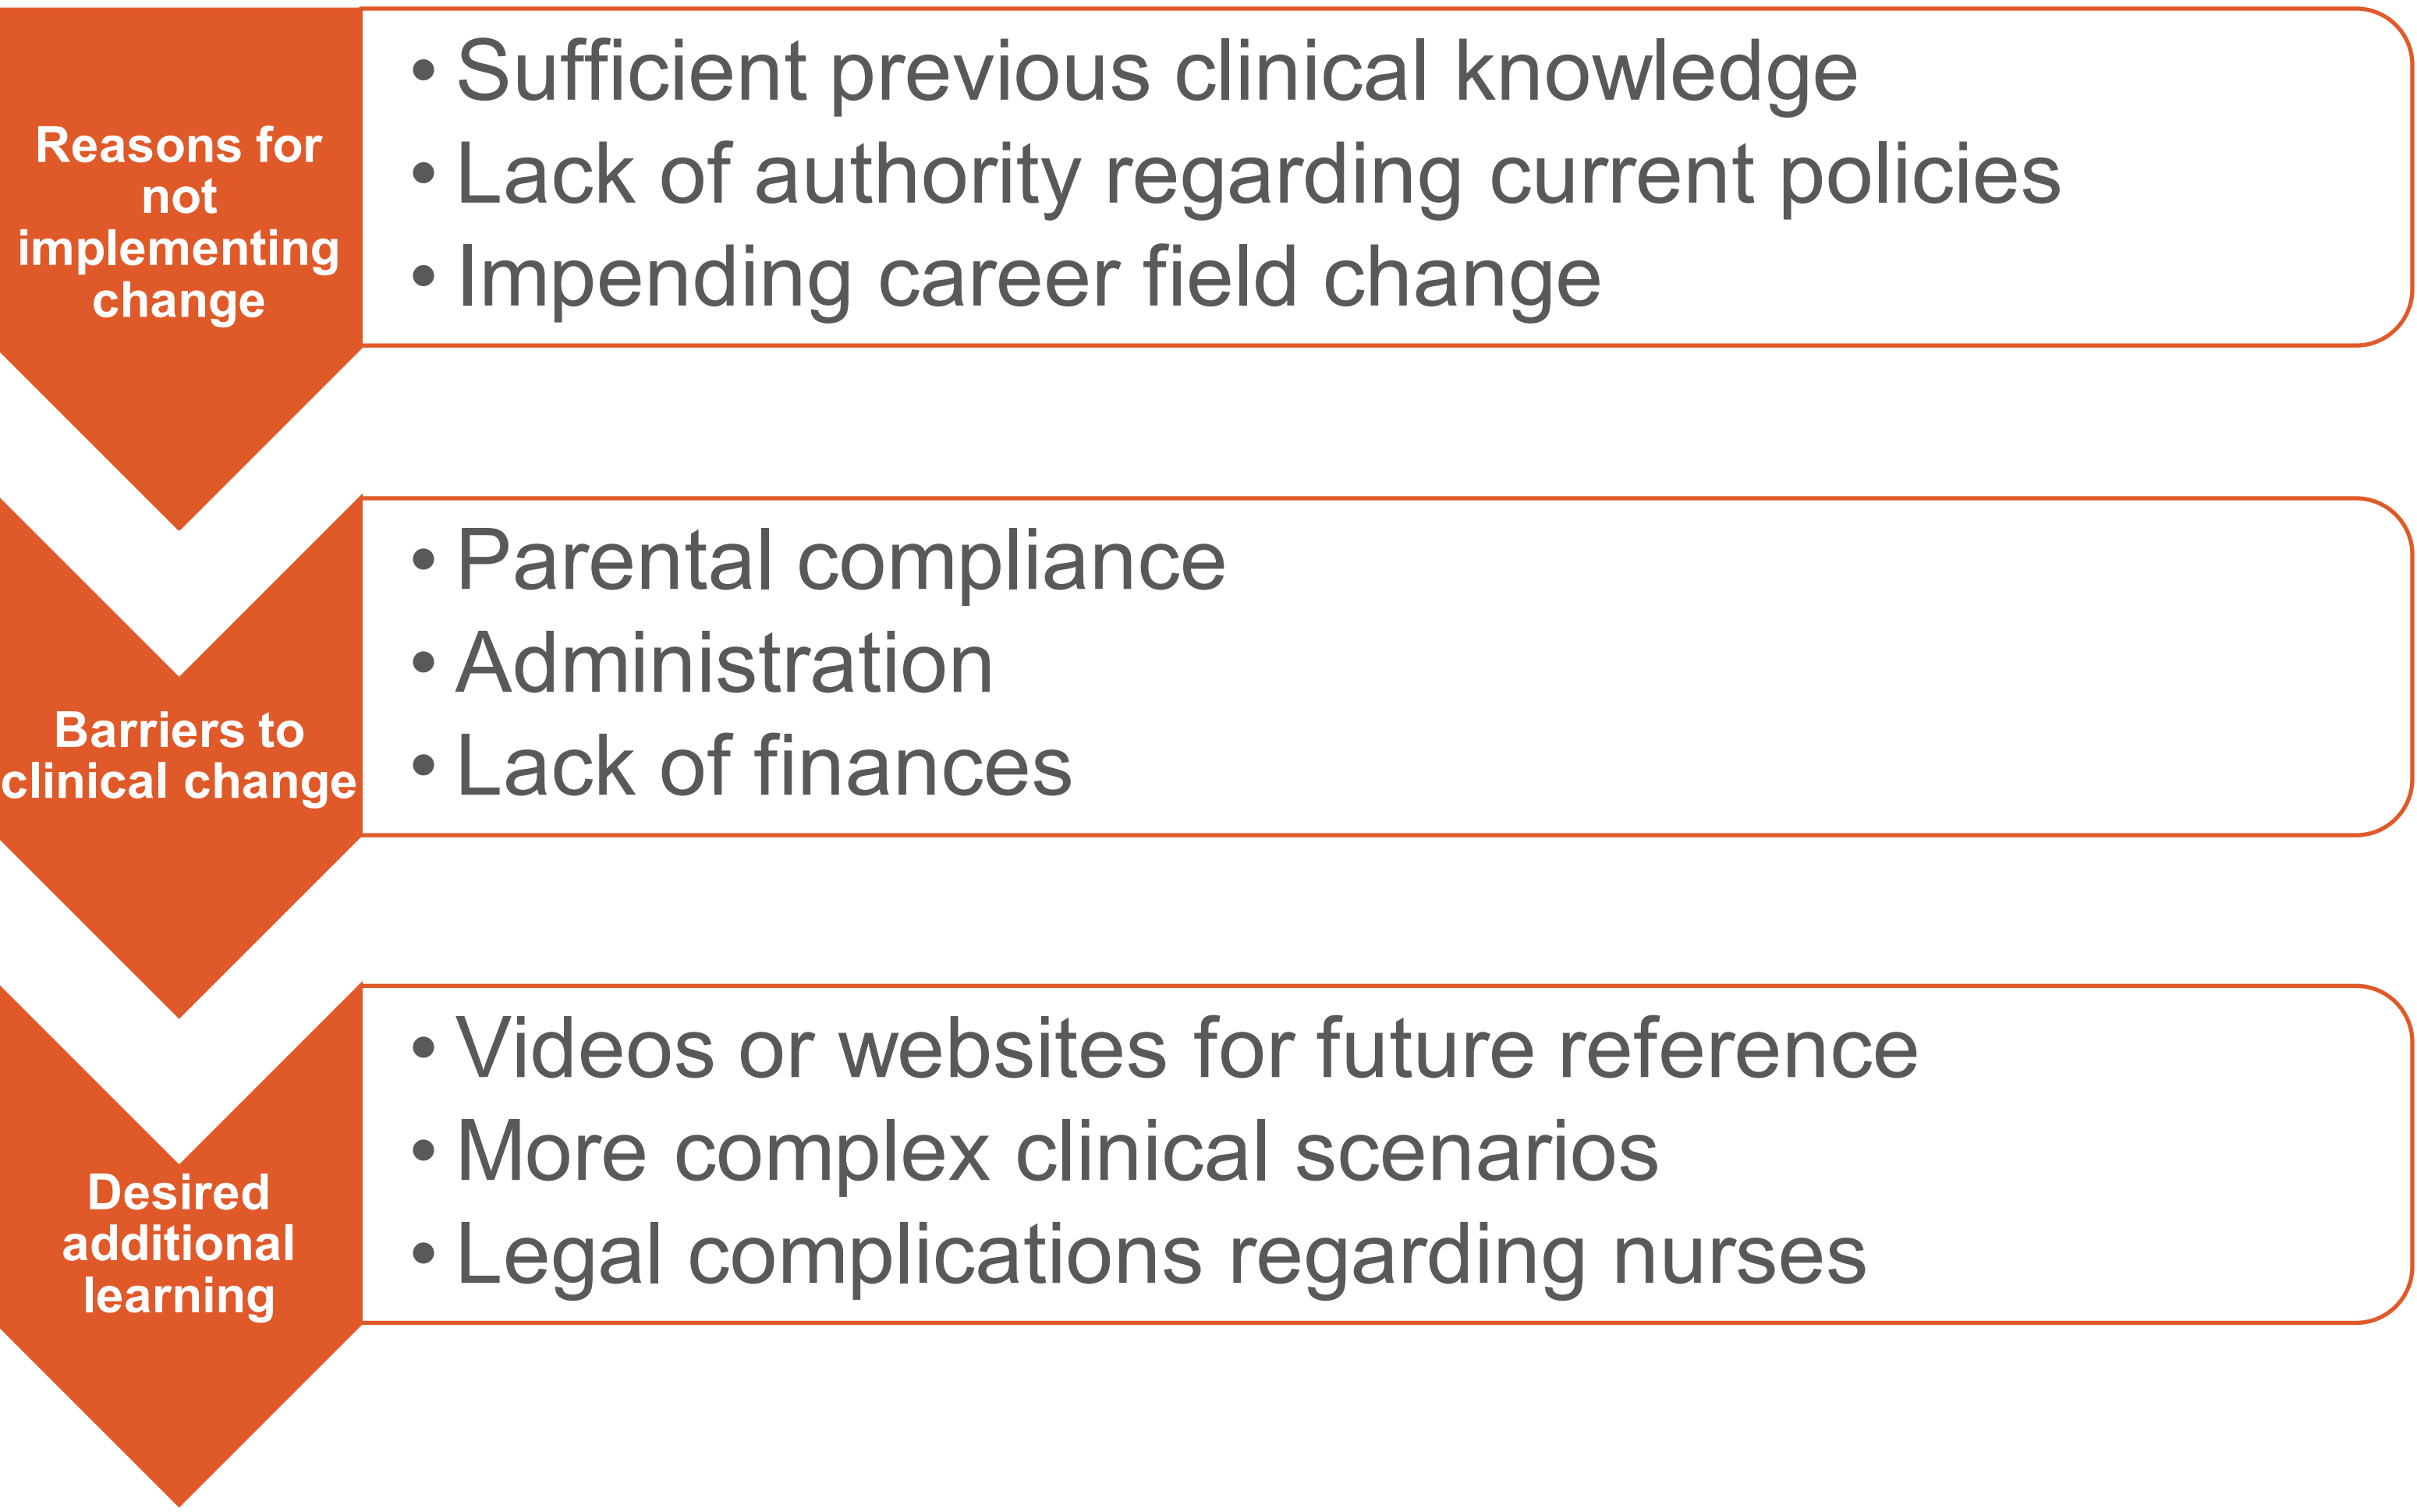 Reasons for
not
implementing
change
• Sufficient previous clinical knowledge
• Lack of authority regarding current policies
• Impending career field change
Barriers to
clinical change
• Parental compliance
• Administration
• Lack of finances
Desired
additional
learning
• Videos or websites for future reference
• More complex clinical scenarios
• Legal complications regarding nurses